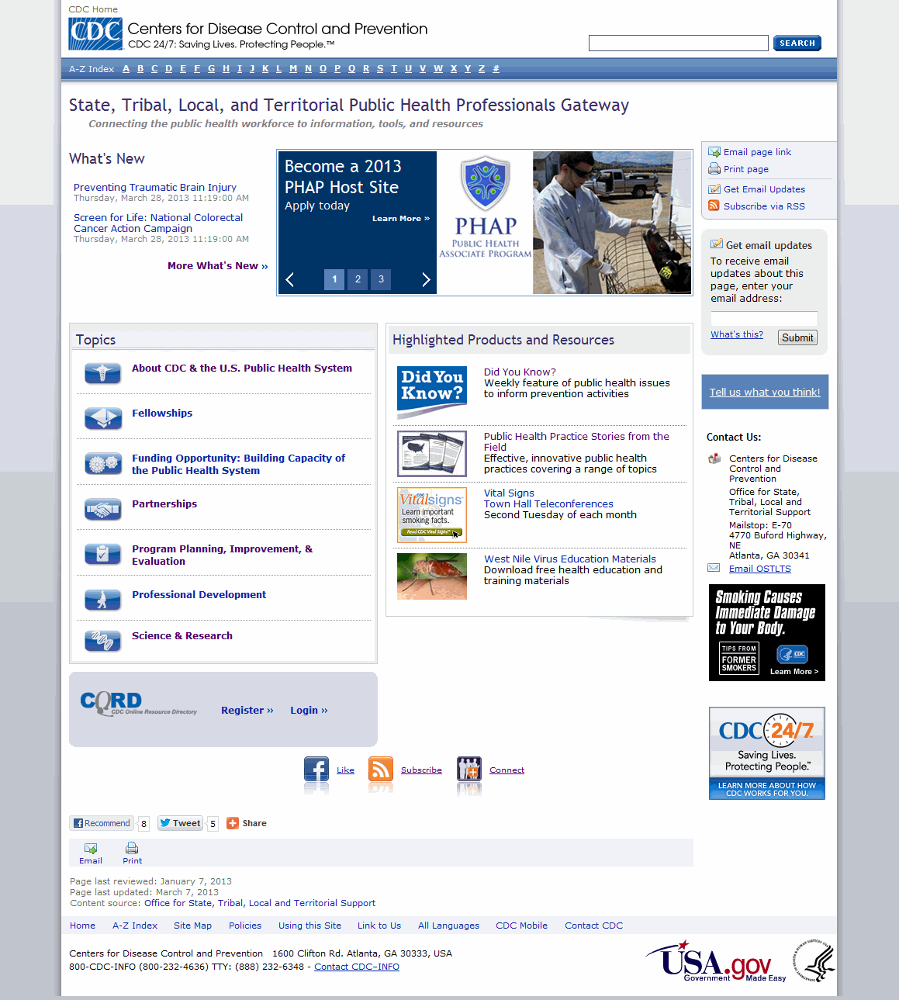 CDC Home
CDC
Centers for Disease Control and Prevention
CDC 24/7: Saving Lives. Protecting People.™
SEARCH
A-Z Index A B C D E F G H I J K L M N O P Q R S T U V W X Y Z #
State, Tribal, Local, and Territorial Public Health Professionals Gateway
Connecting the public health workforce to information, tools, and resources
What's New
Preventing Traumatic Brain Injury
Thursday, March 28, 2013 11:19:00 AM
Screen for Life: National Colorectal
Cancer Action Campaign
Thursday, March 28, 2013 11:19:00 AM
More What's New »
Become a 2013
PHAP Host Site
Apply today
Learn More »
1 2 3
PHAP
PUBLIC HEALTH
ASSOCIATE PROGRAM
Email page link
Print page
Get Email Updates
Subscribe via RSS
Get email updates
To receive email
updates about this
page, enter your
email address:
What's this?
Submit
Tell us what you think!
Contact Us:
Centers for Disease
Control and
Prevention
Office for State,
Tribal, Local and
Territorial Support
Mailstop: E-70
4770 Buford Highway,
NE
Atlanta, GA 30341
Email OSTLTS
Smoking Causes
Immediate Damage
to Your Body.
TIPS FROM
FORMER
SMOKERS
CDC
Learn More >
CDC 24/7
Saving Lives.
Protecting People.™
LEARN MORE ABOUT HOW
CDC WORKS FOR YOU.
Topics
About CDC & the U.S. Public Health System
Fellowships
Funding Opportunity: Building Capacity of
the Public Health System
Partnerships
Program Planning, Improvement, &
Evaluation
Professional Development
Science & Research
Highlighted Products and Resources
Did You
Know?
Did You Know?
Weekly feature of public health issues
to inform prevention activities
Public Health Practice Stories from the
Field
Effective, innovative public health
practices covering a range of topics
CDC
Vitalsigns™
Learn important
smoking facts.
Read CDC Vital Signs™
Vital Signs
Town Hall Teleconferences
Second Tuesday of each month
West Nile Virus Education Materials
Download free health education and
training materials
CORD
CDC Online Resource Directory
Register »
Login »
Like
Subscribe
Connect
Recommend 8
Tweet 5
Share
Email
Print
Page last reviewed: January 7, 2013
Page last updated: March 7, 2013
Content source: Office for State, Tribal, Local and Territorial Support
Home A-Z Index Site Map Policies Using this Site Link to Us All Languages CDC Mobile Contact CDC
Centers for Disease Control and Prevention 1600 Clifton Rd. Atlanta, GA 30333, USA
800-CDC-INFO (800-232-4636) TTY: (888) 232-6348 - Contact CDC–INFO
USA.gov
Government Made Easy